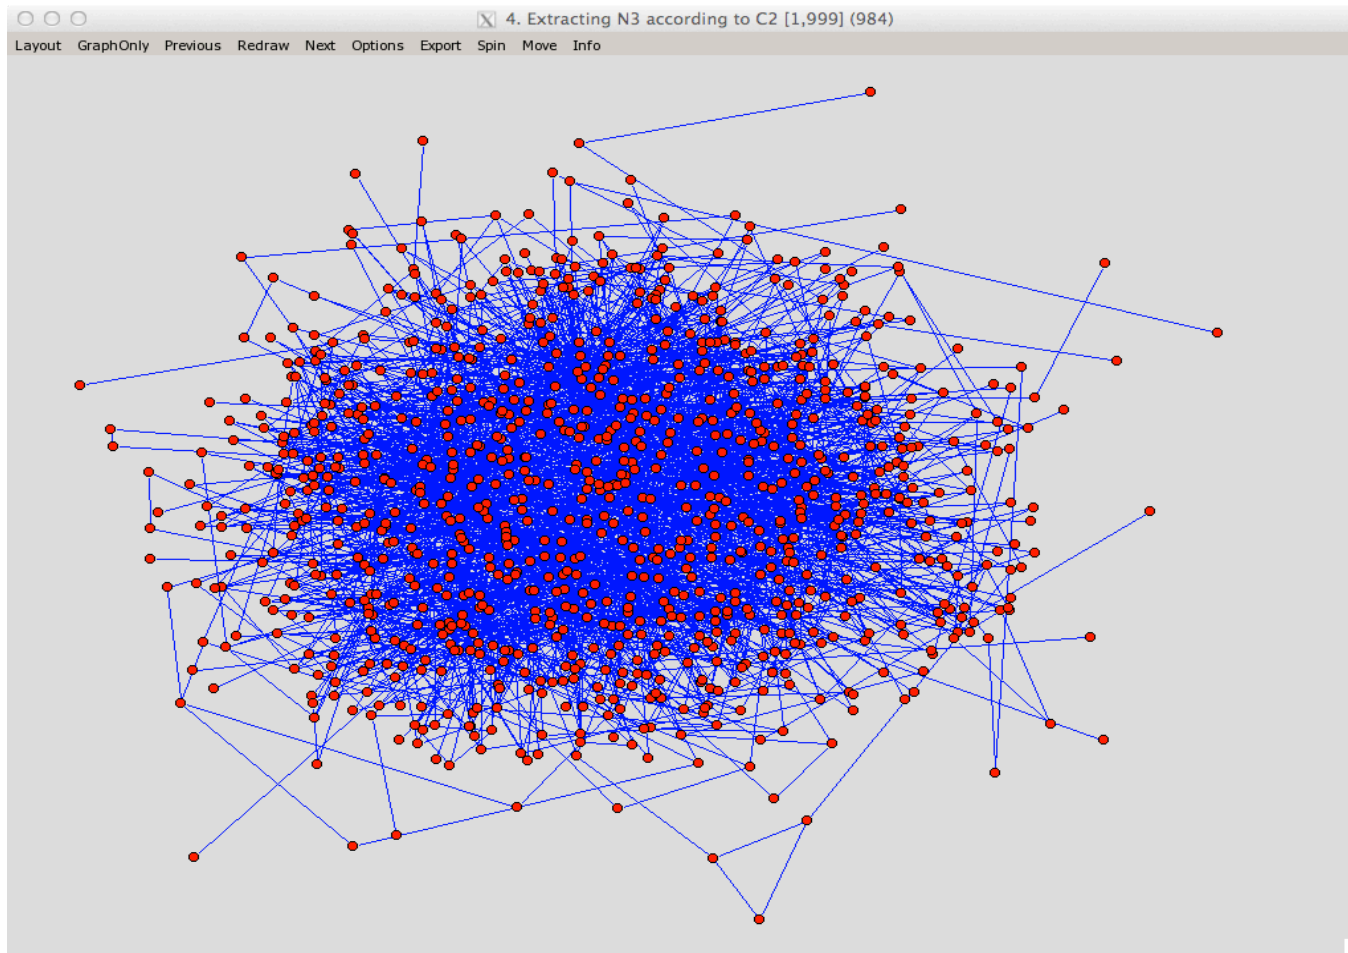 4. Extracting N3 according to C2 [1,999] (984)
Layout GraphOnly Previous Redraw Next Options Export Spin Move Info